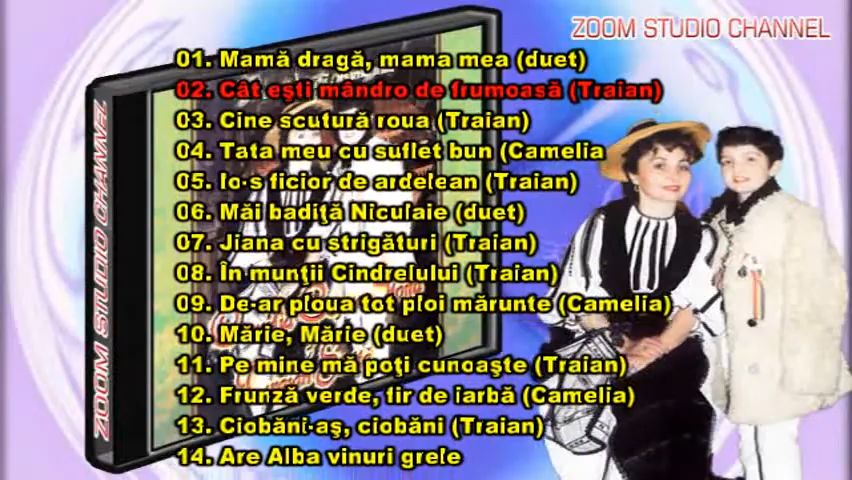 ZOOM STUDIO CHANNEL
01. Mamă dragă, mama mea (duet)
02. Cât eşti mândro de frumoasă (Traian)
03. Cine scutură roua (Traian)
04. Tata meu cu suflet bun (Camelia
05. Io-s ficior de ardelean (Traian)
06. Măi badiţă Niculaie (duet)
07. Jiana cu strigături (Traian)
08. În munţii Cindrelului (Traian)
09. De-ar ploua tot ploi mărunte (Camelia)
10. Mărie, Mărie (duet)
11. Pe mine mă poţi cunoaşte (Traian)
12. Frunză verde, fir de iarbă (Camelia)
13. Ciobăni-aş, ciobăni (Traian)
14. Are Alba vinuri grele
ZOOM STUDIO CHANNEL